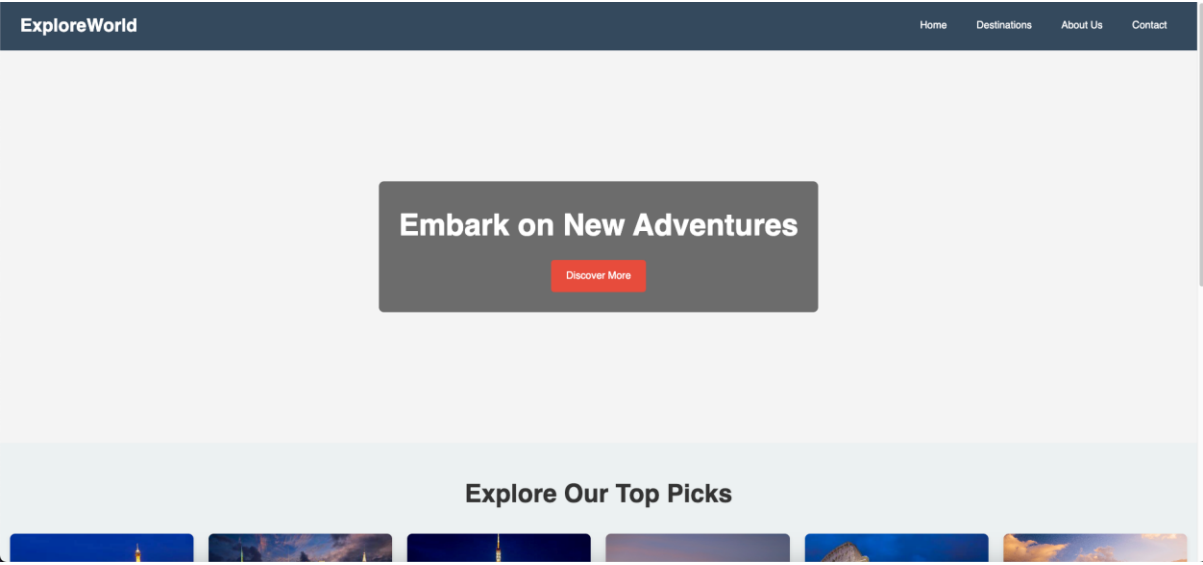 ExploreWorld
Home Destinations About Us Contact
Embark on New Adventures
Discover More
Explore Our Top Picks